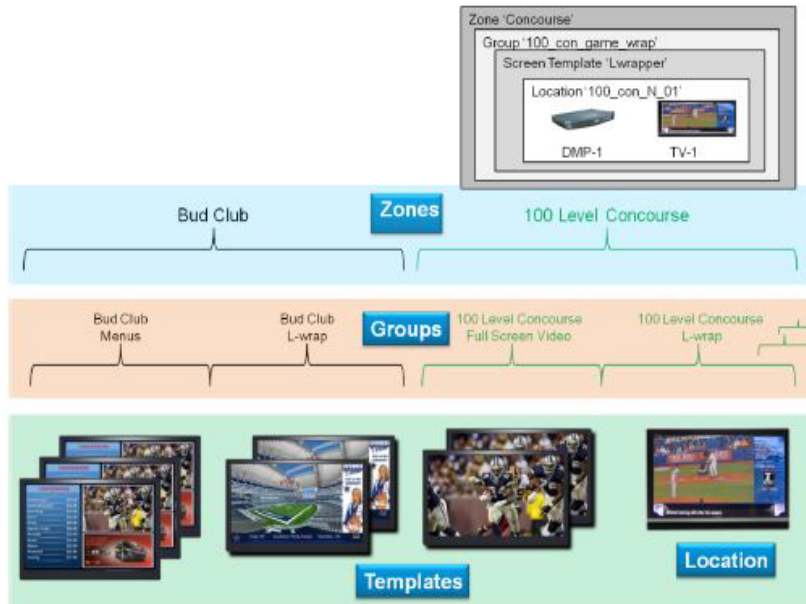 Zone 'Concourse'
Group '100_con_game_wrap'
Screen Template 'Lwrapper'
Location '100_con_N_01'
DMP-1 TV-1
Bud Club Zones 100 Level Concourse
Bud Club
Menus
Bud Club
L-wrap
Groups
100 Level Concourse
Full Screen Video
100 Level Concourse
L-wrap
Templates
Location